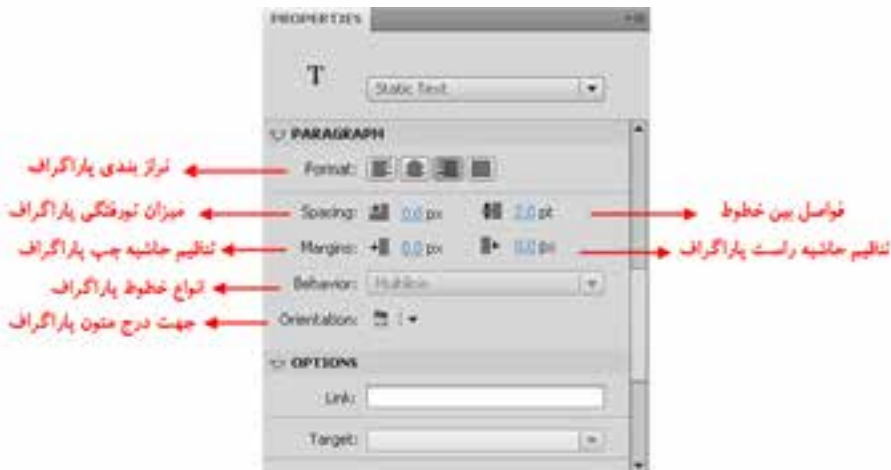 PROPERTIES
T
Static Text
PARAGRAPH
تراز بندی پاراگراف
Format:
میزان تورفتگی پاراگراف
Spacing: 0.0 px 2.0 pt
فواصل بین خطوط
تنظیم حاشیه چپ پاراگراف
Margins: 0.0 px 0.0 px
تنظیم حاشیه راست پاراگراف
انواع خطوط پاراگراف
Behavior: Multiline
جهت درج متون پاراگراف
Orientation:
OPTIONS
Link:
Target: